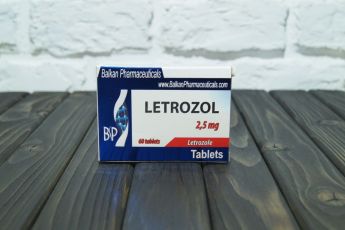 Balkan Pharmaceuticals
www.BalkanPharmaceuticals.com
LETROZOL
2,5 mg
BP
60 tablets
Letrozole
Tablets